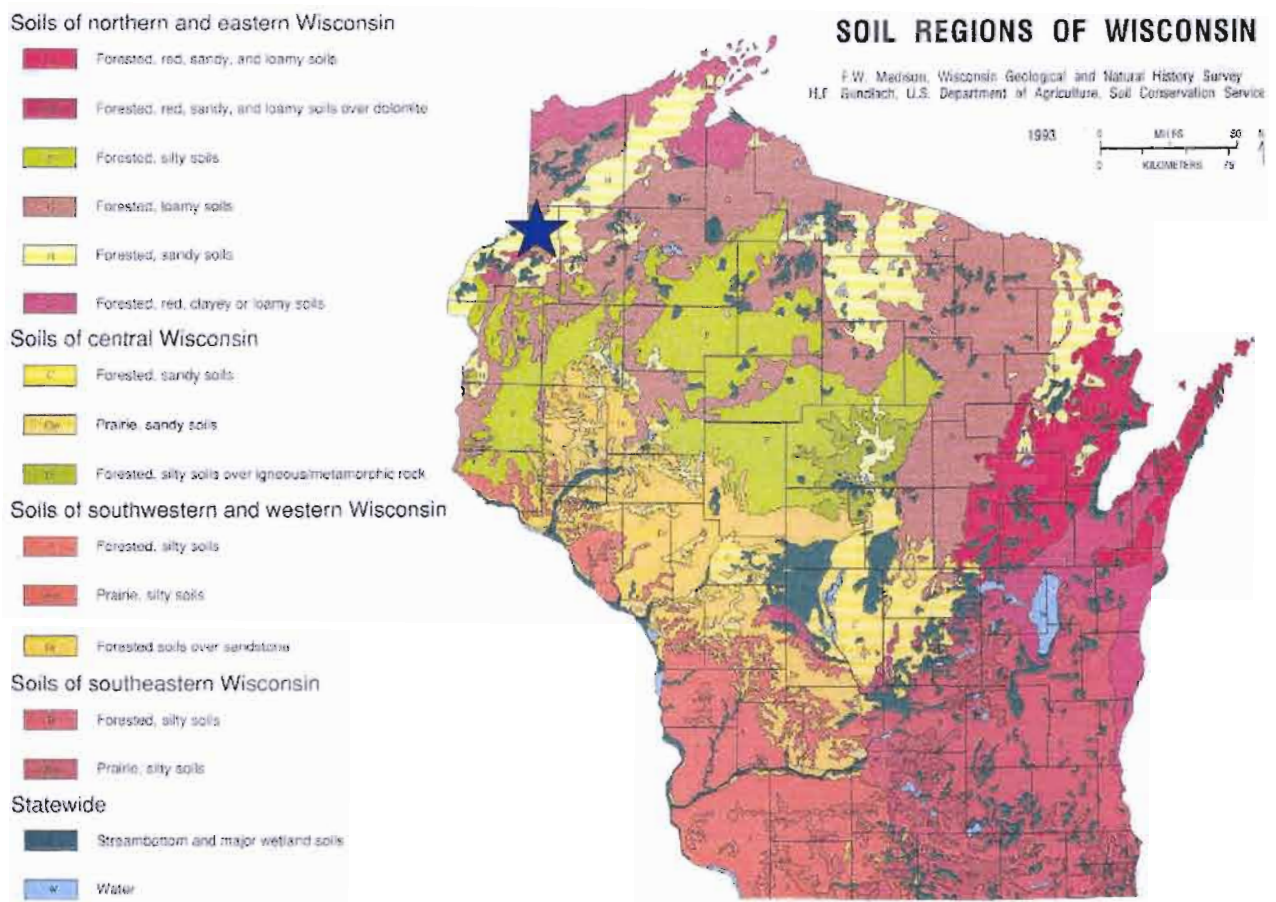 Soils of northern and eastern Wisconsin
Forested, red, sandy, and loamy soils
Forested, red, sandy, and loamy soils over dolomite
Forested, silty soils
Forested, loamy soils
Forested, sandy soils
Forested, red, clayey or loamy soils
Soils of central Wisconsin
C
Forested, sandy soils
Prairie, sandy soils
Forested, silty soils over igneous/metamorphic rock
Soils of southwestern and western Wisconsin
Forested, silty soils
Prairie, silty soils
Forested soils over sandstone
Soils of southeastern Wisconsin
B
Forested, silty soils
Prairie, silty soils
Statewide
Streambottom and major wetland soils
W
Water
SOIL REGIONS OF WISCONSIN
F.W. Madison, Wisconsin Geological and Natural History Survey
H.F. Gundlach, U.S. Department of Agriculture, Soil Conservation Service
1993
0 MILES 50
0 KILOMETERS 75
N